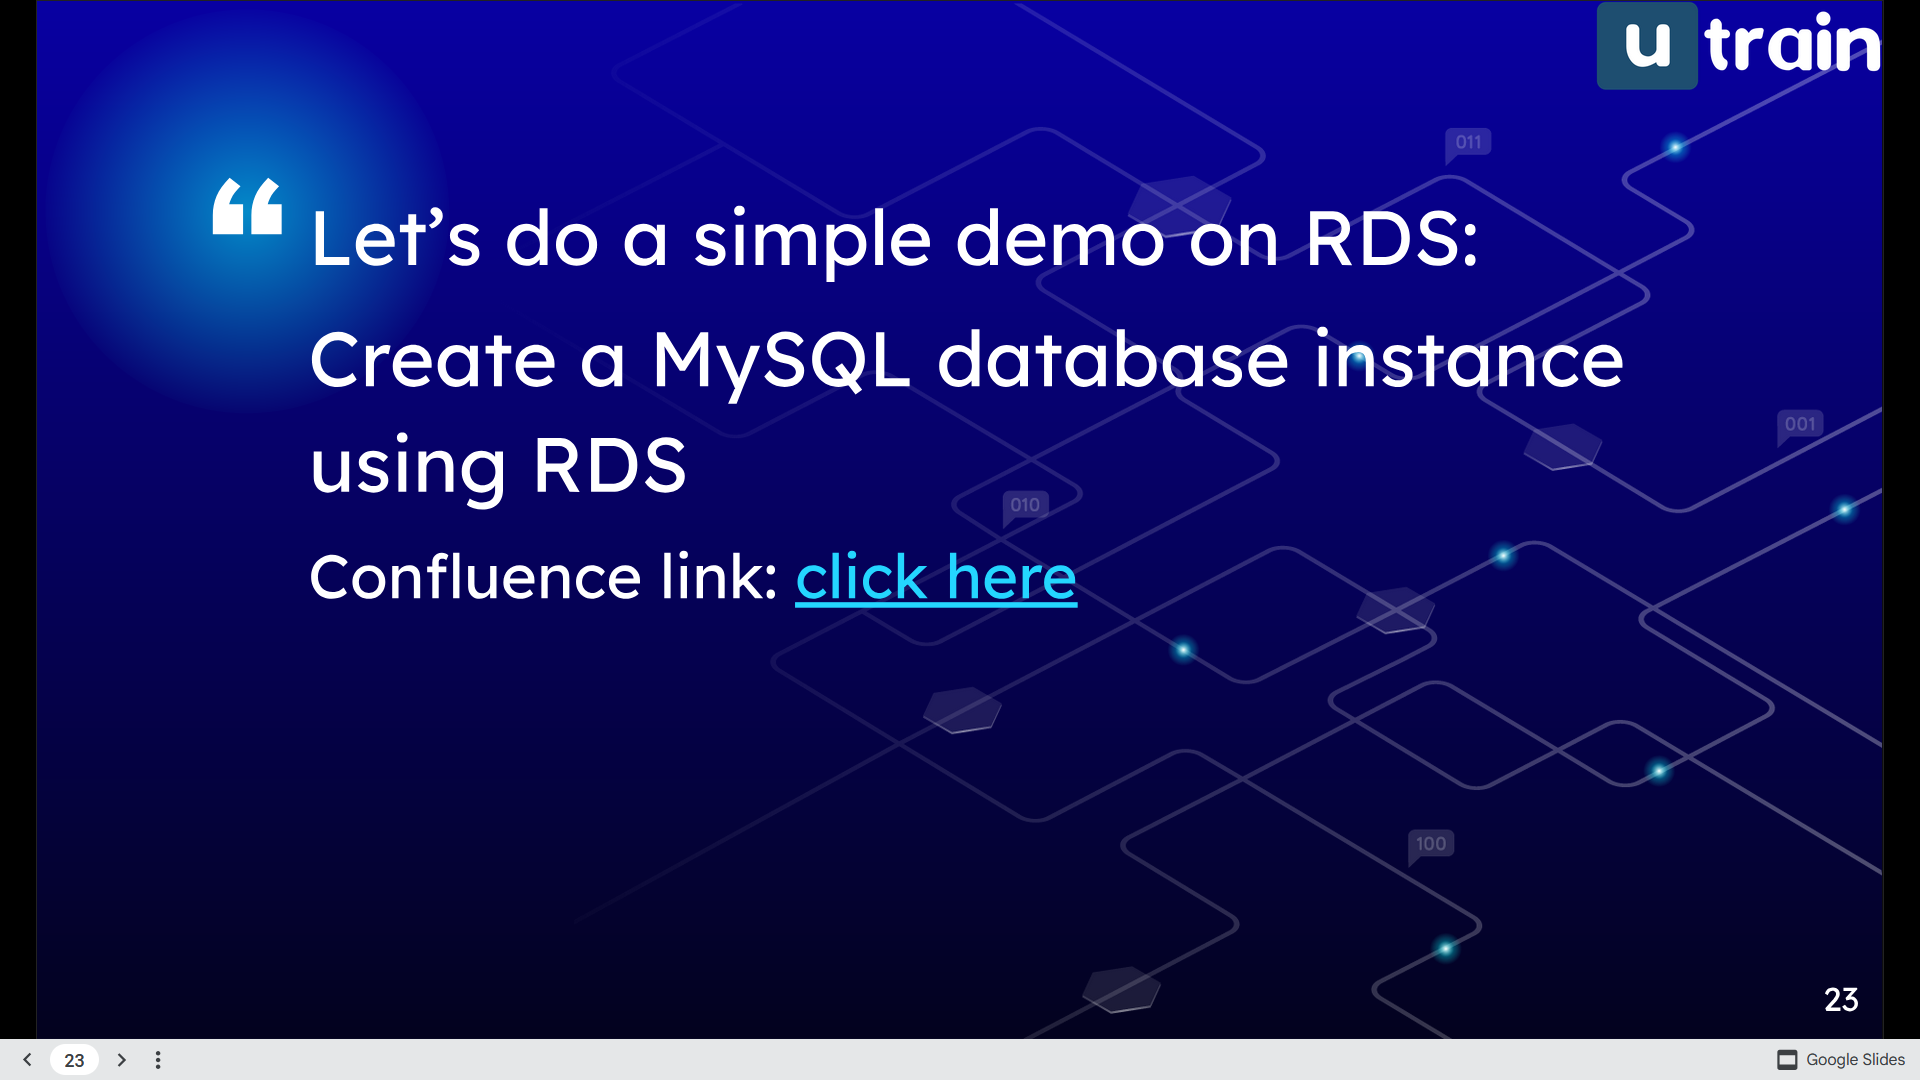 u train
011
“ Let’s do a simple demo on RDS:
Create a MySQL database instance
using RDS
001
010
Confluence link: click here
100
23
23
Google Slides